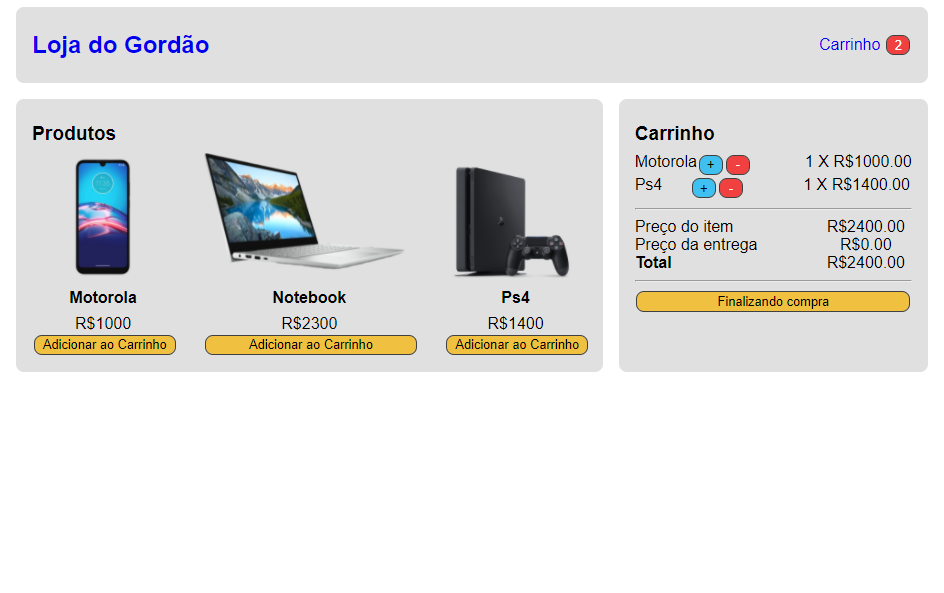 Loja do Gordão
Carrinho 2
Produtos
Motorola
R$1000
Adicionar ao Carrinho
Notebook
R$2300
Adicionar ao Carrinho
Ps4
R$1400
Adicionar ao Carrinho
Carrinho
Motorola + - 1 X R$1000.00
Ps4 + - 1 X R$1400.00
Preço do item R$2400.00
Preço da entrega R$0.00
Total R$2400.00
Finalizando compra